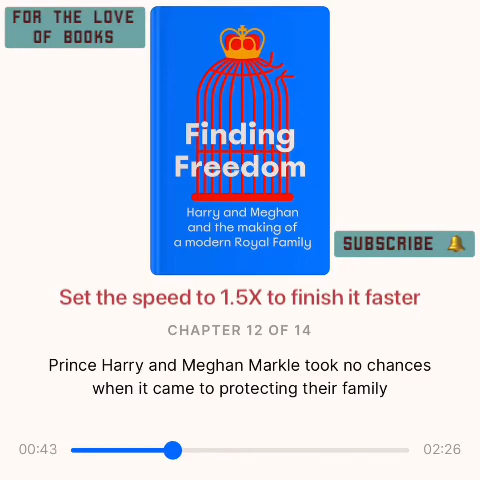 FOR THE LOVE
OF BOOKS
Finding
Freedom
Harry and Meghan
and the making of
a modern Royal Family
SUBSCRIBE 🔔
Set the speed to 1.5X to finish it faster
CHAPTER 12 OF 14
Prince Harry and Meghan Markle took no chances
when it came to protecting their family
00:43
02:26